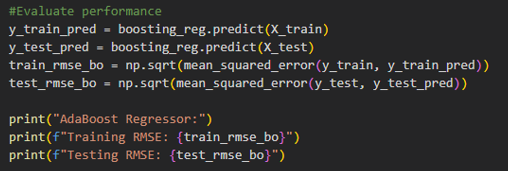 #Evaluate performance
y_train_pred = boosting_reg.predict(X_train)
y_test_pred = boosting_reg.predict(X_test)
train_rmse_bo = np.sqrt(mean_squared_error(y_train, y_train_pred))
test_rmse_bo = np.sqrt(mean_squared_error(y_test, y_test_pred))
print("AdaBoost Regressor:")
print(f"Training RMSE: {train_rmse_bo}")
print(f"Testing RMSE: {test_rmse_bo}")